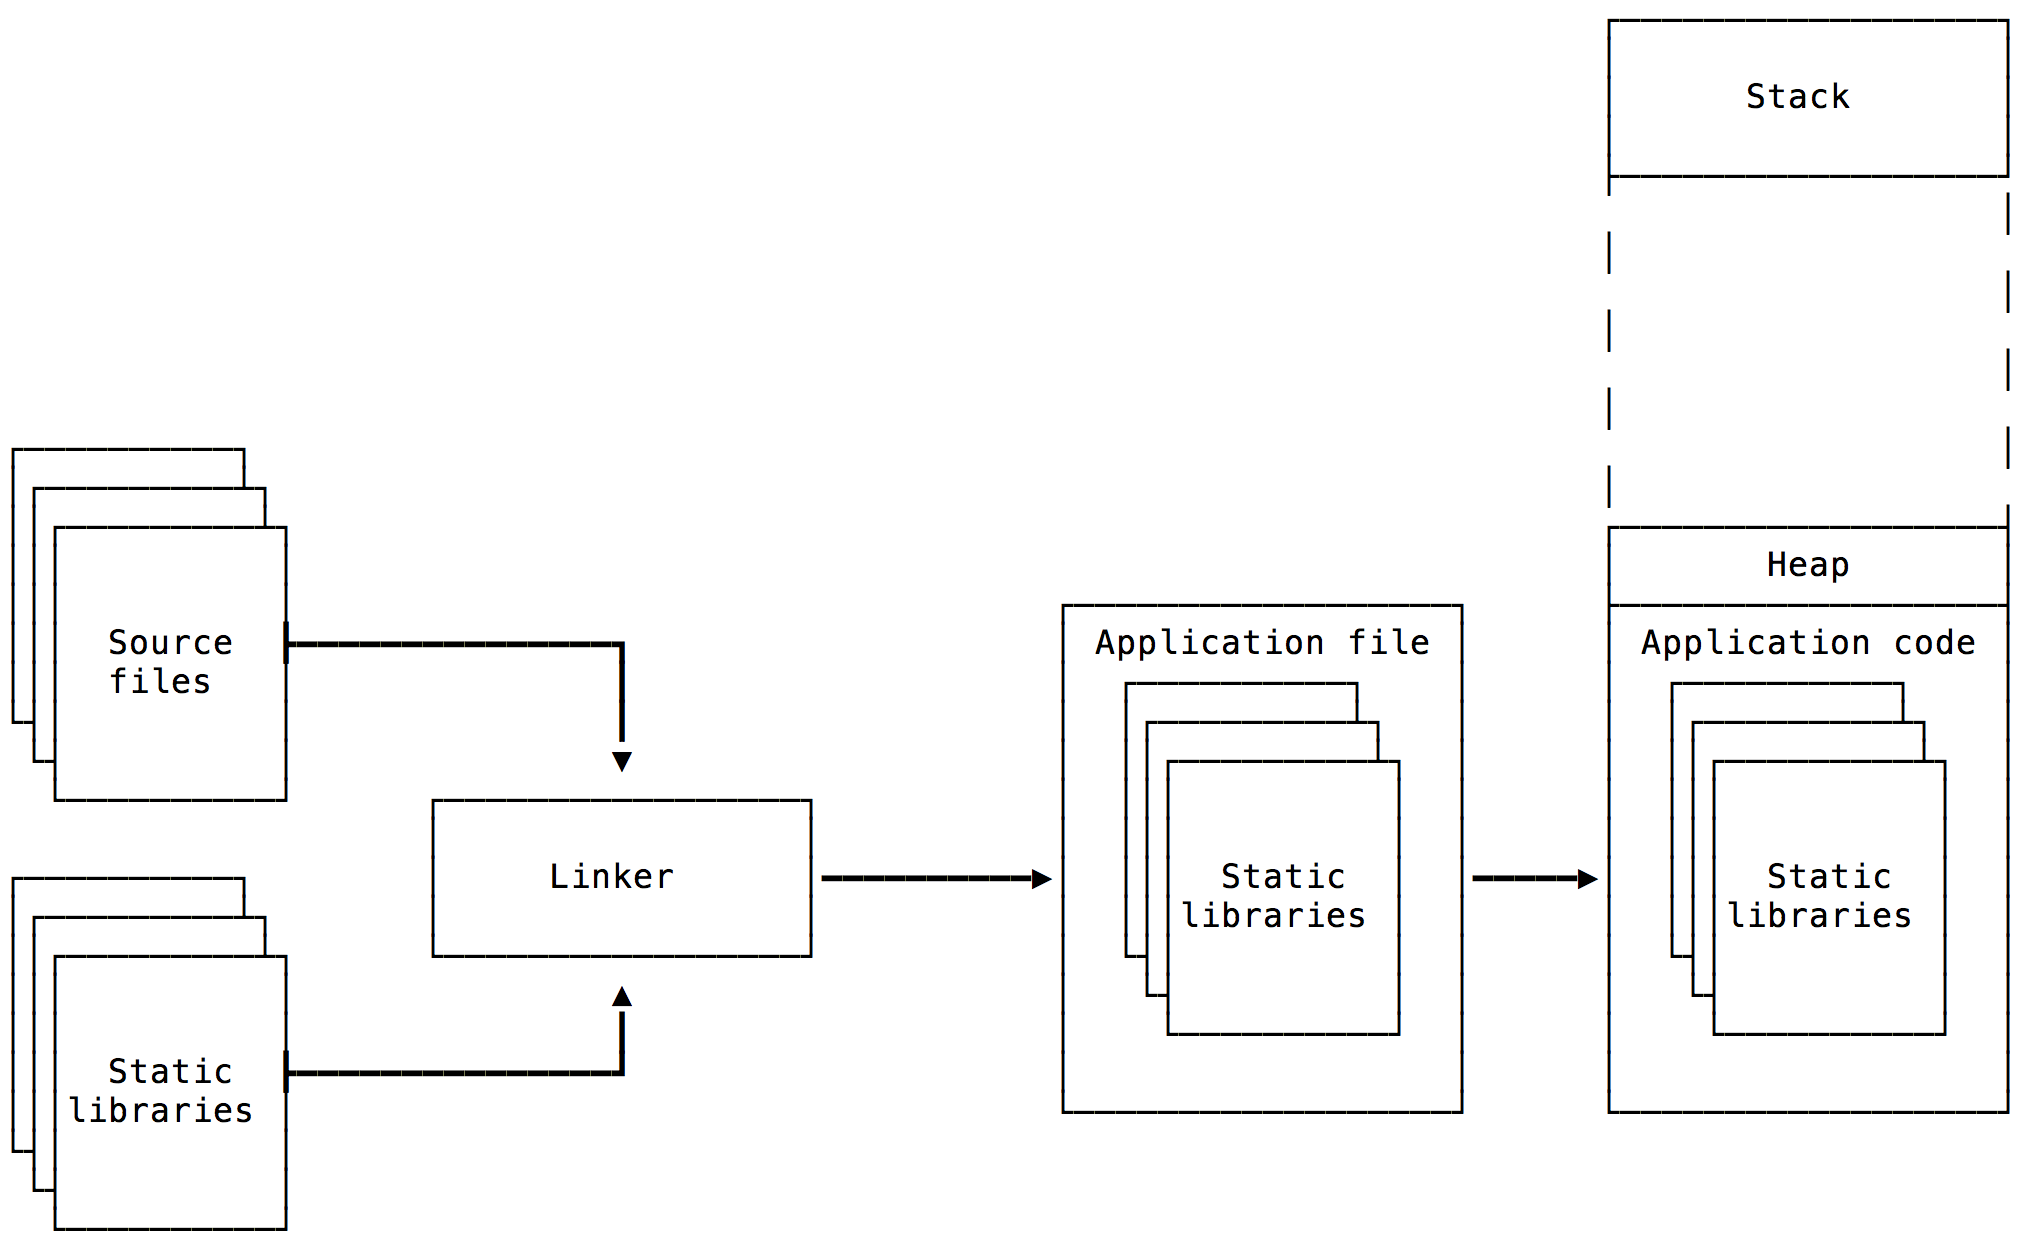 Stack
Heap
Source
files
Application file
Application code
Linker
Static
libraries
Static
libraries
Static
libraries